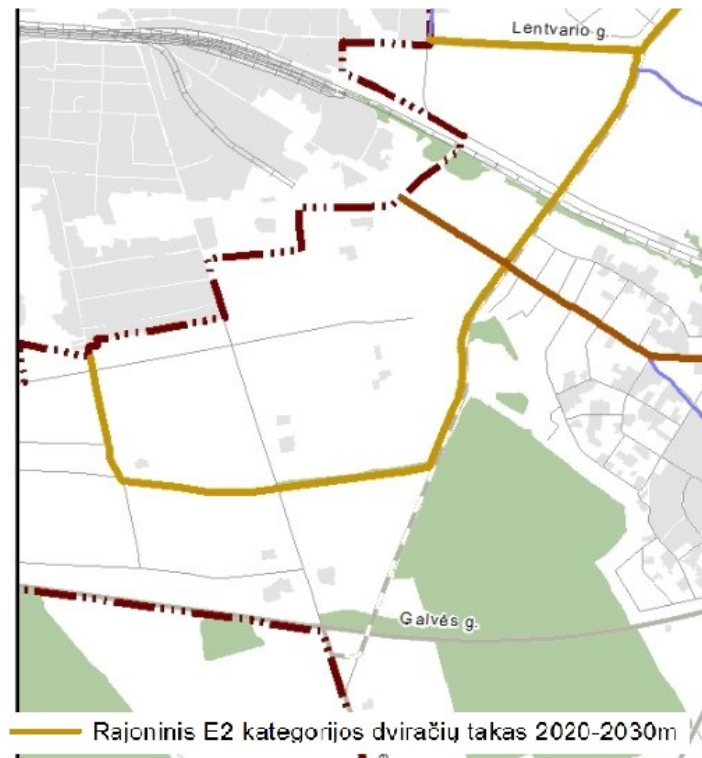 Lentvario g.
Galvės g.
Rajoninis E2 kategorijos dviračių takas 2020-2030m